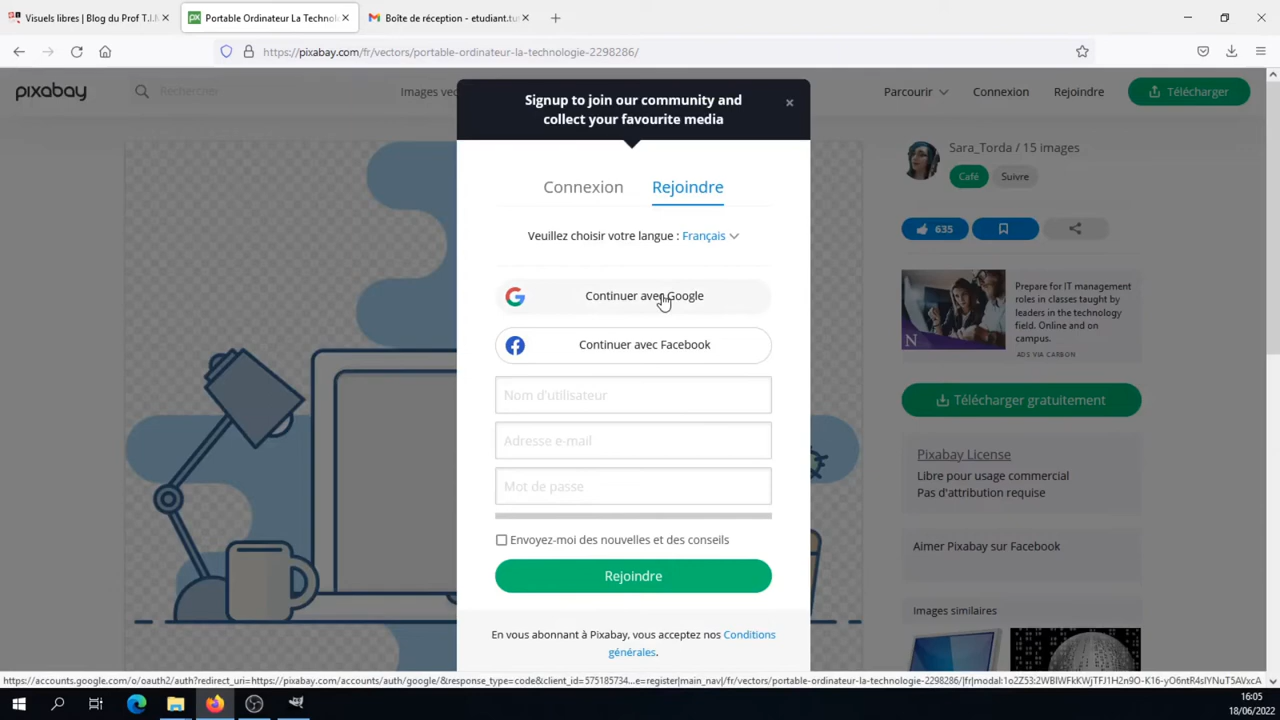 Visuels libres | Blog du Prof T.I.M
Portable Ordinateur La Technol
Boîte de réception - etudiant.tu
https://pixabay.com/fr/vectors/portable-ordinateur-la-technologie-2298286/
pixabay
Rechercher
Images vec
Parcourir
Connexion
Rejoindre
Télécharger
Signup to join our community and
collect your favourite media
Connexion
Rejoindre
Veuillez choisir votre langue : Français
Continuer avec Google
Continuer avec Facebook
Nom d'utilisateur
Adresse e-mail
Mot de passe
Envoyez-moi des nouvelles et des conseils
Rejoindre
En vous abonnant à Pixabay, vous acceptez nos Conditions
générales.
Sara_Torda / 15 images
Café
Suivre
635
Prepare for IT management
roles in classes taught by
leaders in the technology
field. Online and on
campus.
ADS VIA CARBON
Télécharger gratuitement
Pixabay License
Libre pour usage commercial
Pas d'attribution requise
Aimer Pixabay sur Facebook
Images similaires
16:05
18/06/2022